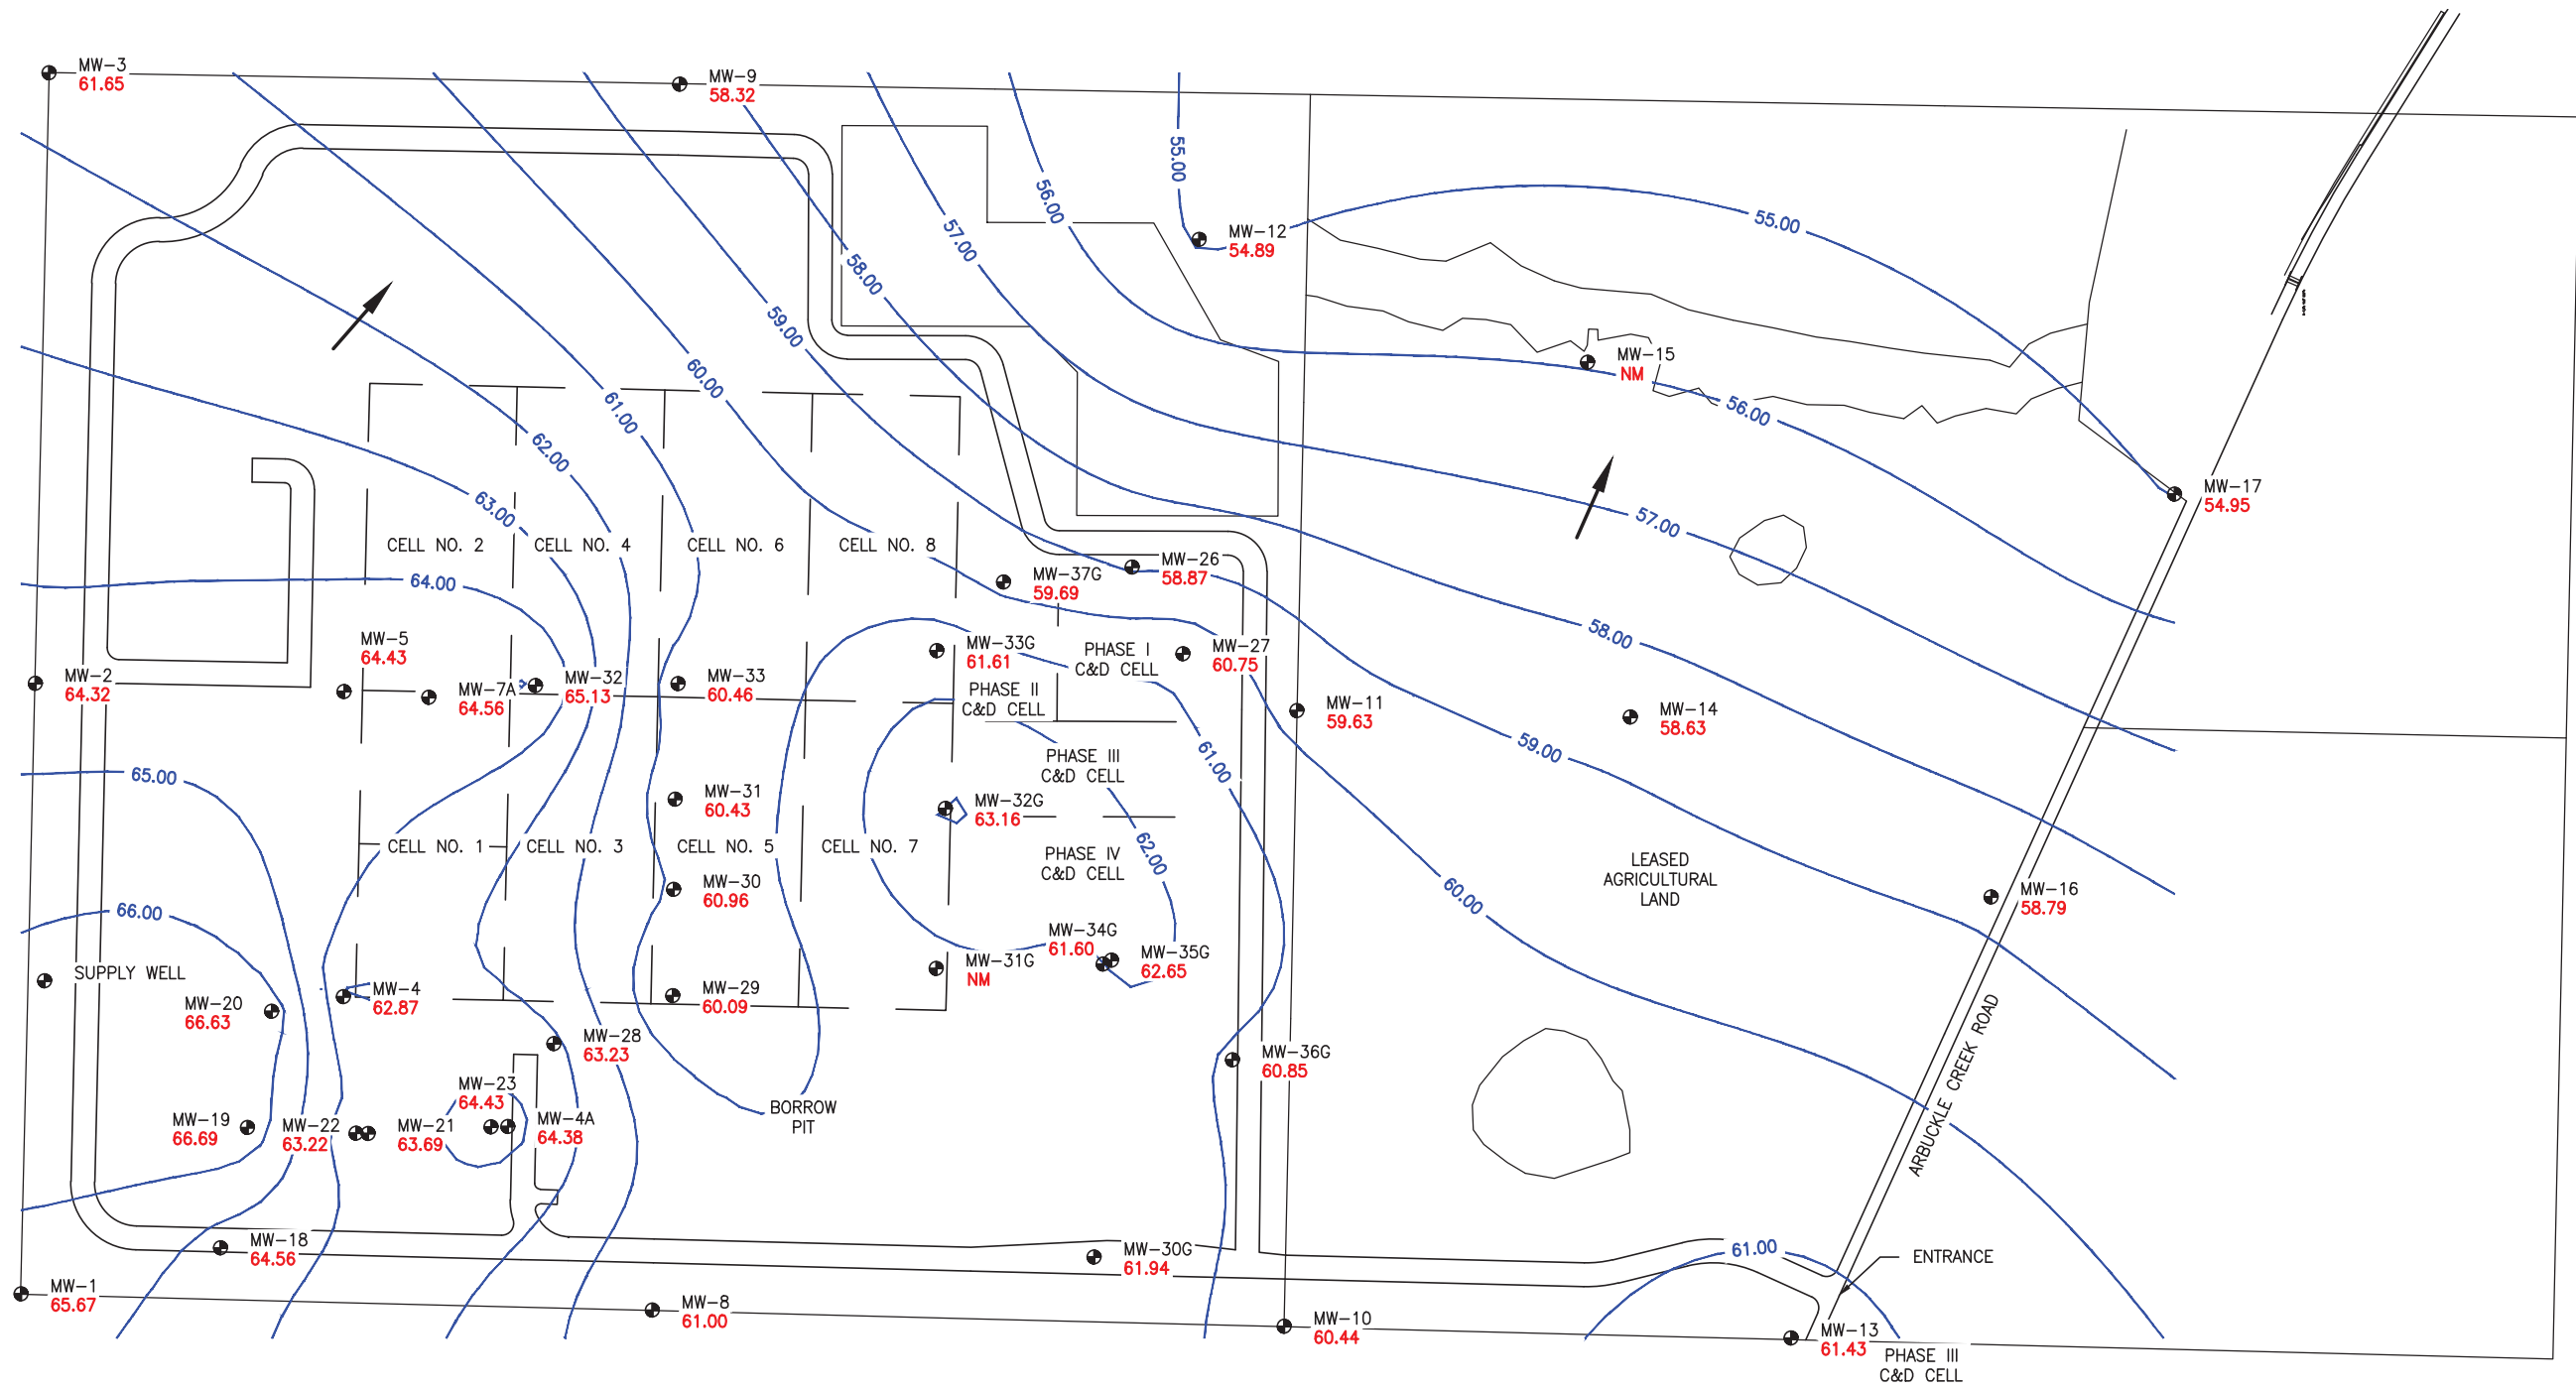 MW-3
61.65
MW-9
58.32
55.00
56.00
57.00
58.00
59.00
60.00
61.00
62.00
63.00
64.00
MW-12
54.89
55.00
MW-15
NM
56.00
57.00
MW-17
54.95
CELL NO. 2
CELL NO. 4
CELL NO. 6
CELL NO. 8
MW-37G
59.69
MW-26
58.87
MW-5
64.43
MW-2
64.32
MW-7A
64.56
MW-32
65.13
MW-33
60.46
MW-33G
61.61
PHASE I
C&D CELL
MW-27
60.75
PHASE II
C&D CELL
58.00
MW-11
59.63
MW-14
58.63
59.00
61.00
65.00
PHASE III
C&D CELL
MW-31
60.43
MW-32G
63.16
CELL NO. 1
CELL NO. 3
CELL NO. 5
CELL NO. 7
PHASE IV
C&D CELL
62.00
LEASED
AGRICULTURAL
LAND
60.00
MW-16
58.79
66.00
MW-30
60.96
MW-34G
61.60
MW-35G
62.65
MW-31G
NM
SUPPLY WELL
MW-20
66.63
MW-4
62.87
MW-29
60.09
MW-28
63.23
MW-36G
60.85
ARBUCKLE CREEK ROAD
MW-23
64.43
BORROW
PIT
MW-19
66.69
MW-22
63.22
MW-21
63.69
MW-4A
64.38
MW-18
64.56
MW-30G
61.94
61.00
ENTRANCE
MW-1
65.67
MW-8
61.00
MW-10
60.44
MW-13
61.43
PHASE III
C&D CELL